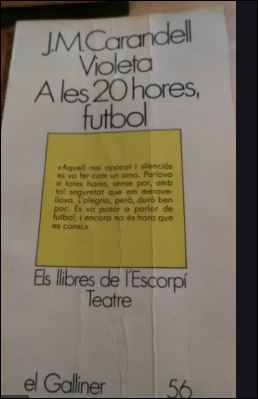 J.M.Carandell
Violeta
A les 20 hores,
futbol
«Aquell noi apocat i silenciós
es va fer com un amo. Parlava
a totes hores, sense por, amb
tal seguretat que em merave-
llava. L'alegria, però, durà ben
poc. Es va posar a parlar de
futbol, i encara no és hora que
es cansi.»
Els llibres de l'Escorpí
Teatre
el Galliner 56